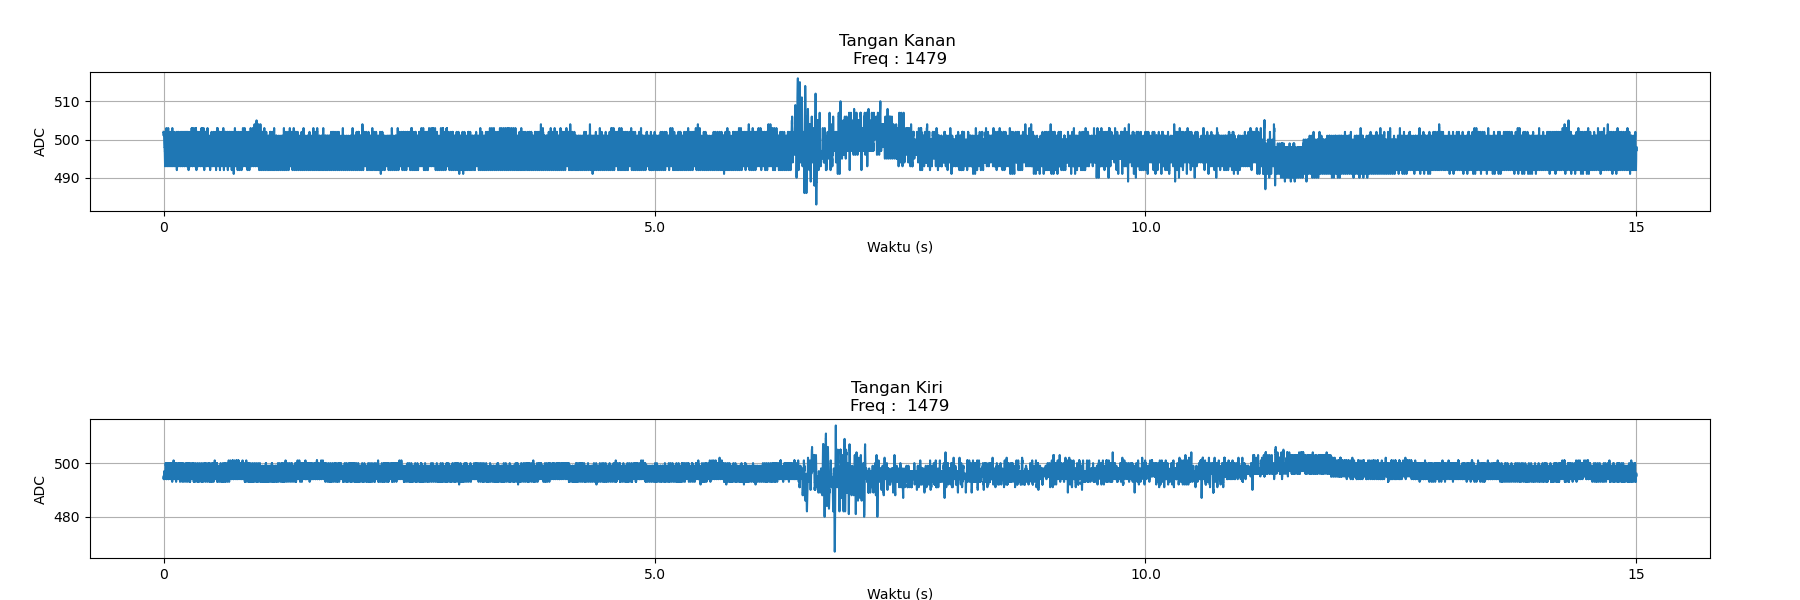 Tangan Kanan
Freq : 1479
510
500
490
ADC
0 5.0 10.0 15
Waktu (s)
Tangan Kiri
Freq :  1479
500
480
ADC
0 5.0 10.0 15
Waktu (s)